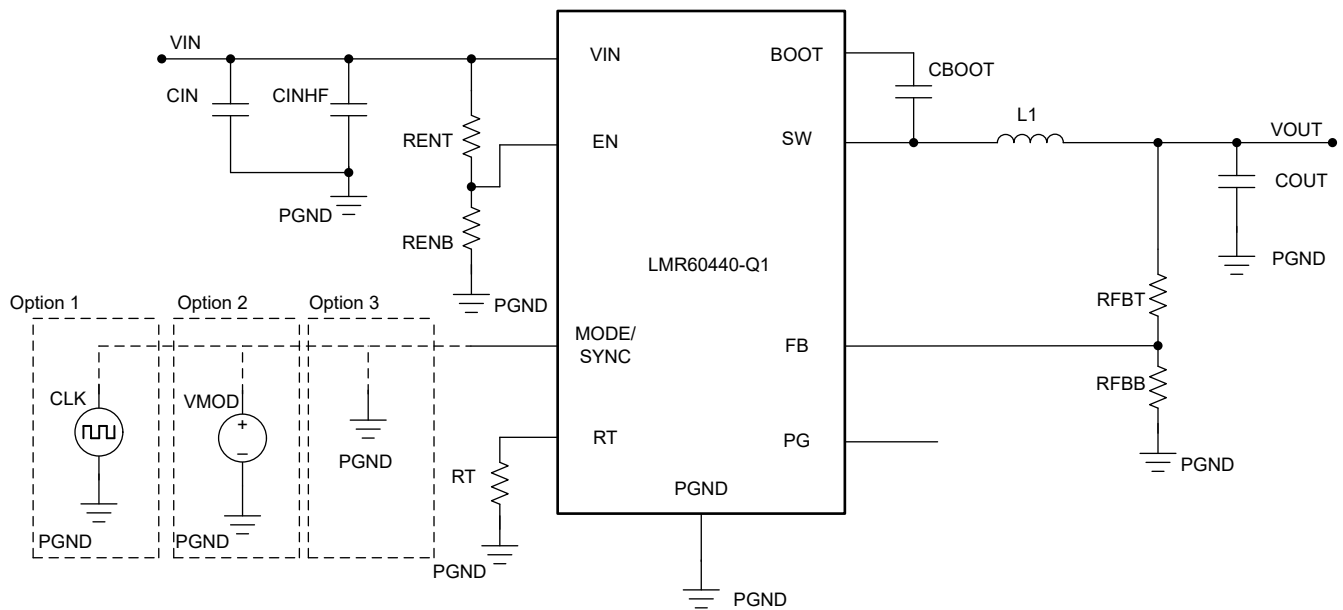 VIN
CIN
CINHF
PGND
RENT
RENB
PGND
VIN
EN
MODE/
SYNC
RT
BOOT
SW
FB
PG
LMR60440-Q1
PGND
PGND
CBOOT
L1
VOUT
COUT
PGND
RFBT
RFBB
PGND
Option 1
Option 2
Option 3
CLK
PGND
VMOD
+
−
PGND
PGND
RT
PGND